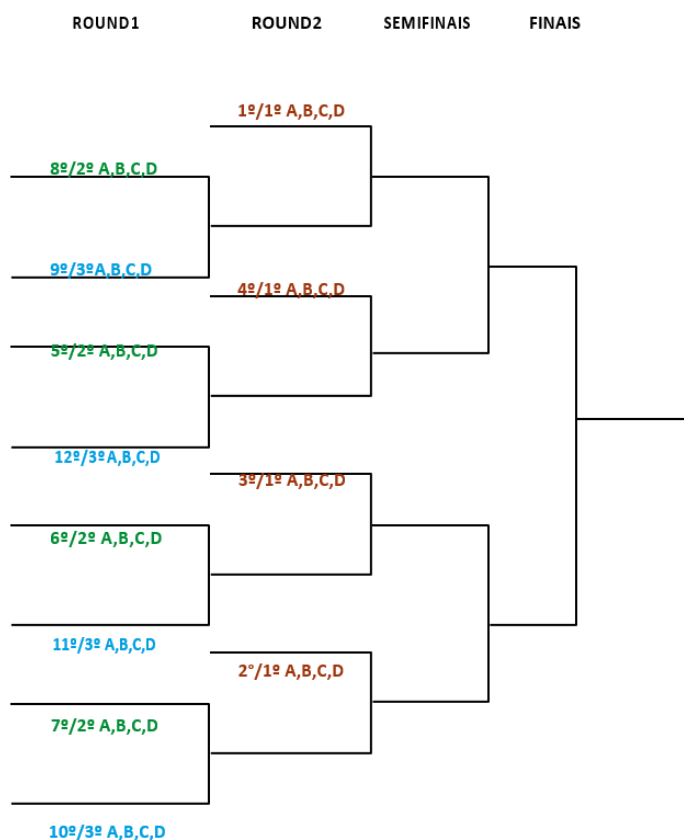 ROUND1 ROUND2 SEMIFINAIS FINAIS
1º/1º A,B,C,D
8º/2º A,B,C,D
9º/3ºA,B,C,D
4º/1º A,B,C,D
5º/2º A,B,C,D
12º/3ºA,B,C,D
3º/1º A,B,C,D
6º/2º A,B,C,D
11º/3º A,B,C,D
2°/1º A,B,C,D
7º/2º A,B,C,D
10º/3º A,B,C,D